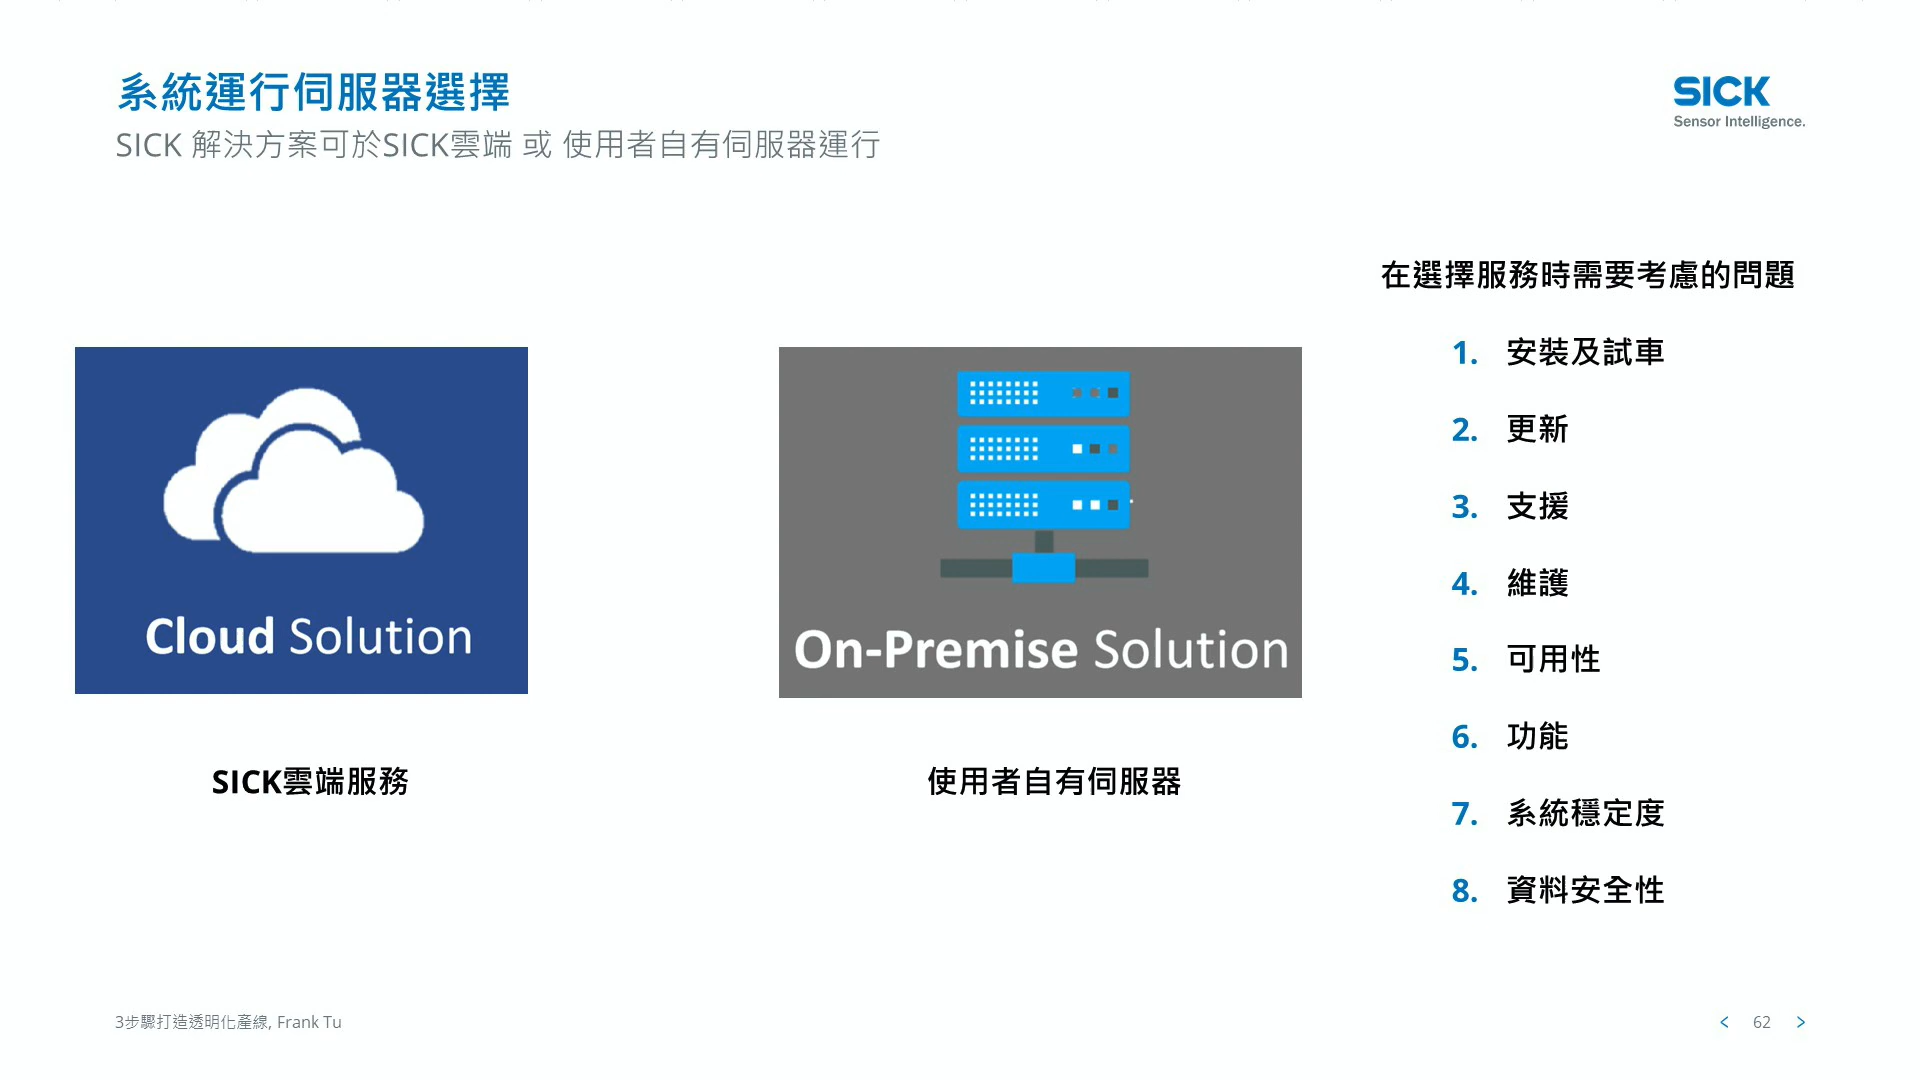 系統運行伺服器選擇
SICK 解決方案可於SICK雲端 或 使用者自有伺服器運行
SICK
Sensor Intelligence.
Cloud Solution
SICK雲端服務
On-Premise Solution
使用者自有伺服器
在選擇服務時需要考慮的問題
1. 安裝及試車
2. 更新
3. 支援
4. 維護
5. 可用性
6. 功能
7. 系統穩定度
8. 資料安全性
3步驟打造透明化產線, Frank Tu
< 62 >